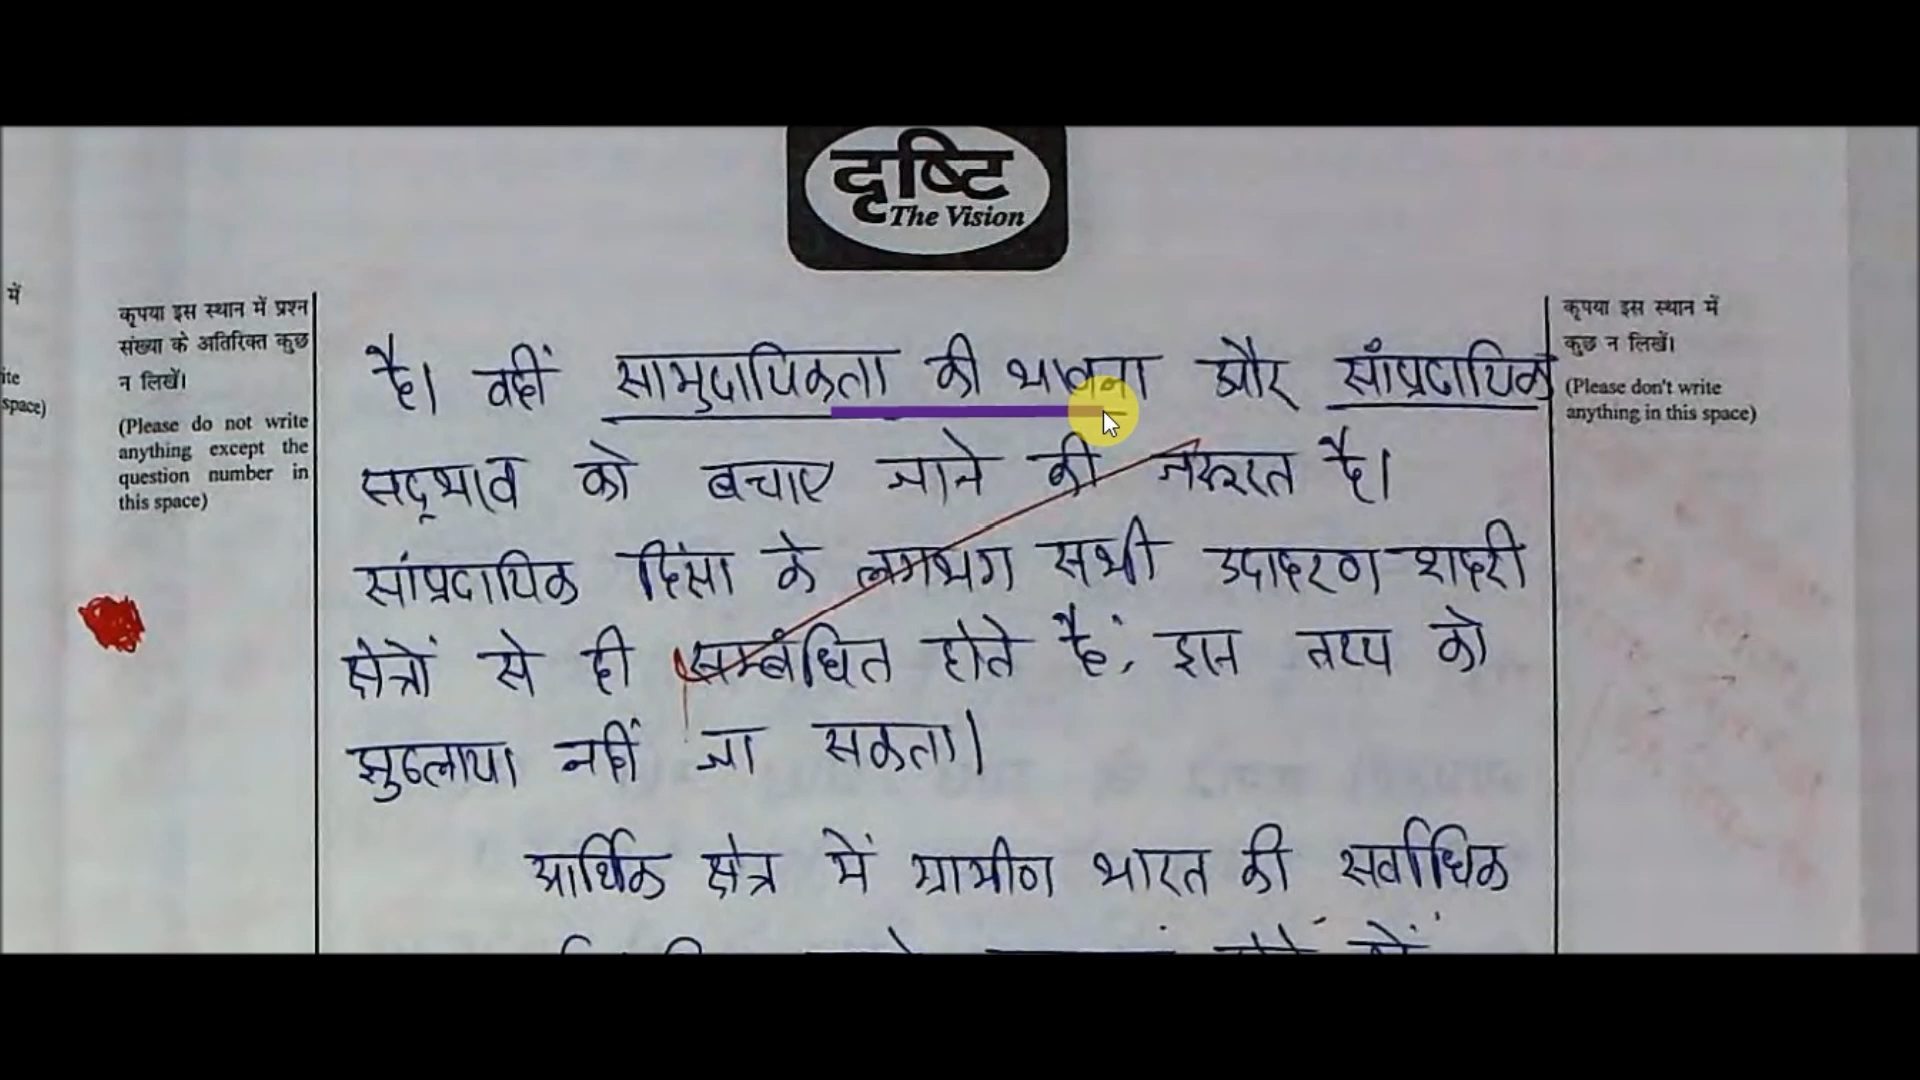 दृष्टि
The Vision
में
ite
space)
कृपया इस स्थान में प्रश्न
संख्या के अतिरिक्त कुछ
न लिखें।
(Please do not write
anything except the
question number in
this space)
कृपया इस स्थान में
कुछ न लिखें।
(Please don't write
anything in this space)
है। वहीं सामुदायिकता की भावना और सांप्रदायिक
सद्भाव को बचाए जाने की जरूरत है।
सांप्रदायिक हिंसा के लगभग सभी उदाहरण शहरी
क्षेत्रों से ही सम्बंधित होते हैं, इस तथ्य को
झुठलाया नहीं जा सकता।
आर्थिक क्षेत्र में ग्रामीण भारत की सर्वाधिक